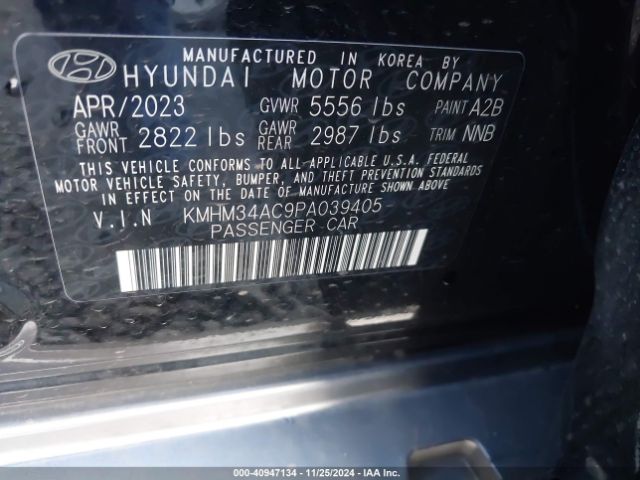 MANUFACTURED IN KOREA BY
HYUNDAI MOTOR COMPANY
APR/2023 GVWR 5556 lbs PAINT A2B
GAWR FRONT 2822 lbs GAWR REAR 2987 lbs TRIM NNB
THIS VEHICLE CONFORMS TO ALL APPLICABLE U.S.A. FEDERAL
MOTOR VEHICLE SAFETY, BUMPER, AND THEFT PREVENTION STANDARDS
IN EFFECT ON THE DATE OF MANUFACTURE SHOWN ABOVE.
V.I.N KMHM34AC9PA039405
PASSENGER CAR
000-40947134 - 11/25/2024 - IAA Inc.